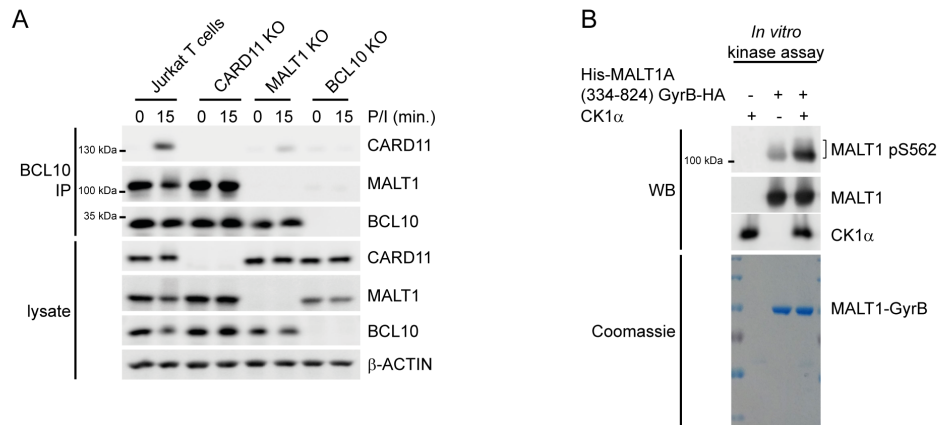 A
Jurkat T cells
CARD11 KO
MALT1 KO
BCL10 KO
0 15 0 15 0 15 0 15 P/I (min.)
BCL10
IP
130 kDa
CARD11
100 kDa
MALT1
35 kDa
BCL10
lysate
CARD11
MALT1
BCL10
β-ACTIN
B
In vitro
kinase assay
His-MALT1A
(334-824) GyrB-HA - + +
CK1α + - +
WB
100 kDa
MALT1 pS562
MALT1
CK1α
Coomassie
MALT1-GyrB